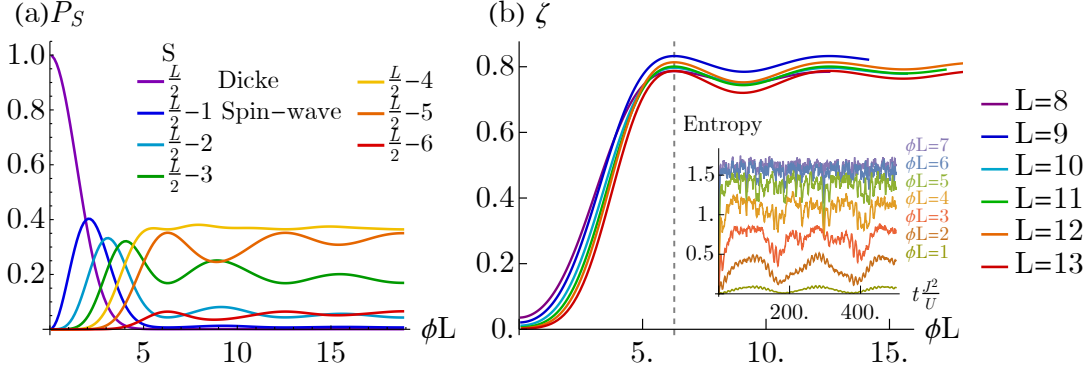 (a) P_S
1.0
0.8
0.6
0.4
0.2
5
10
15
ϕL
S
L/2 Dicke
L/2−1 Spin−wave
L/2−2
L/2−3
L/2−4
L/2−5
L/2−6
(b) ζ
0.8
0.6
0.4
0.2
0.
5.
10.
15.
ϕL
Entropy
1.5
1.
0.5
200.
400.
t J²/U
ϕL=7
ϕL=6
ϕL=5
ϕL=4
ϕL=3
ϕL=2
ϕL=1
L=8
L=9
L=10
L=11
L=12
L=13